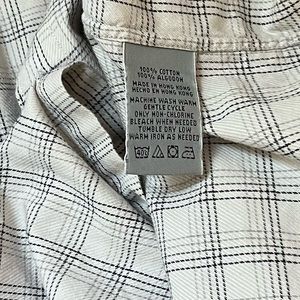 100% COTTON
100% ALGODON
MADE IN HONG KONG
HECHO EN HONG KONG
MACHINE WASH WARM
GENTLE CYCLE
ONLY NON-CHLORINE
BLEACH WHEN NEEDED
TUMBLE DRY LOW
WARM IRON AS NEEDED